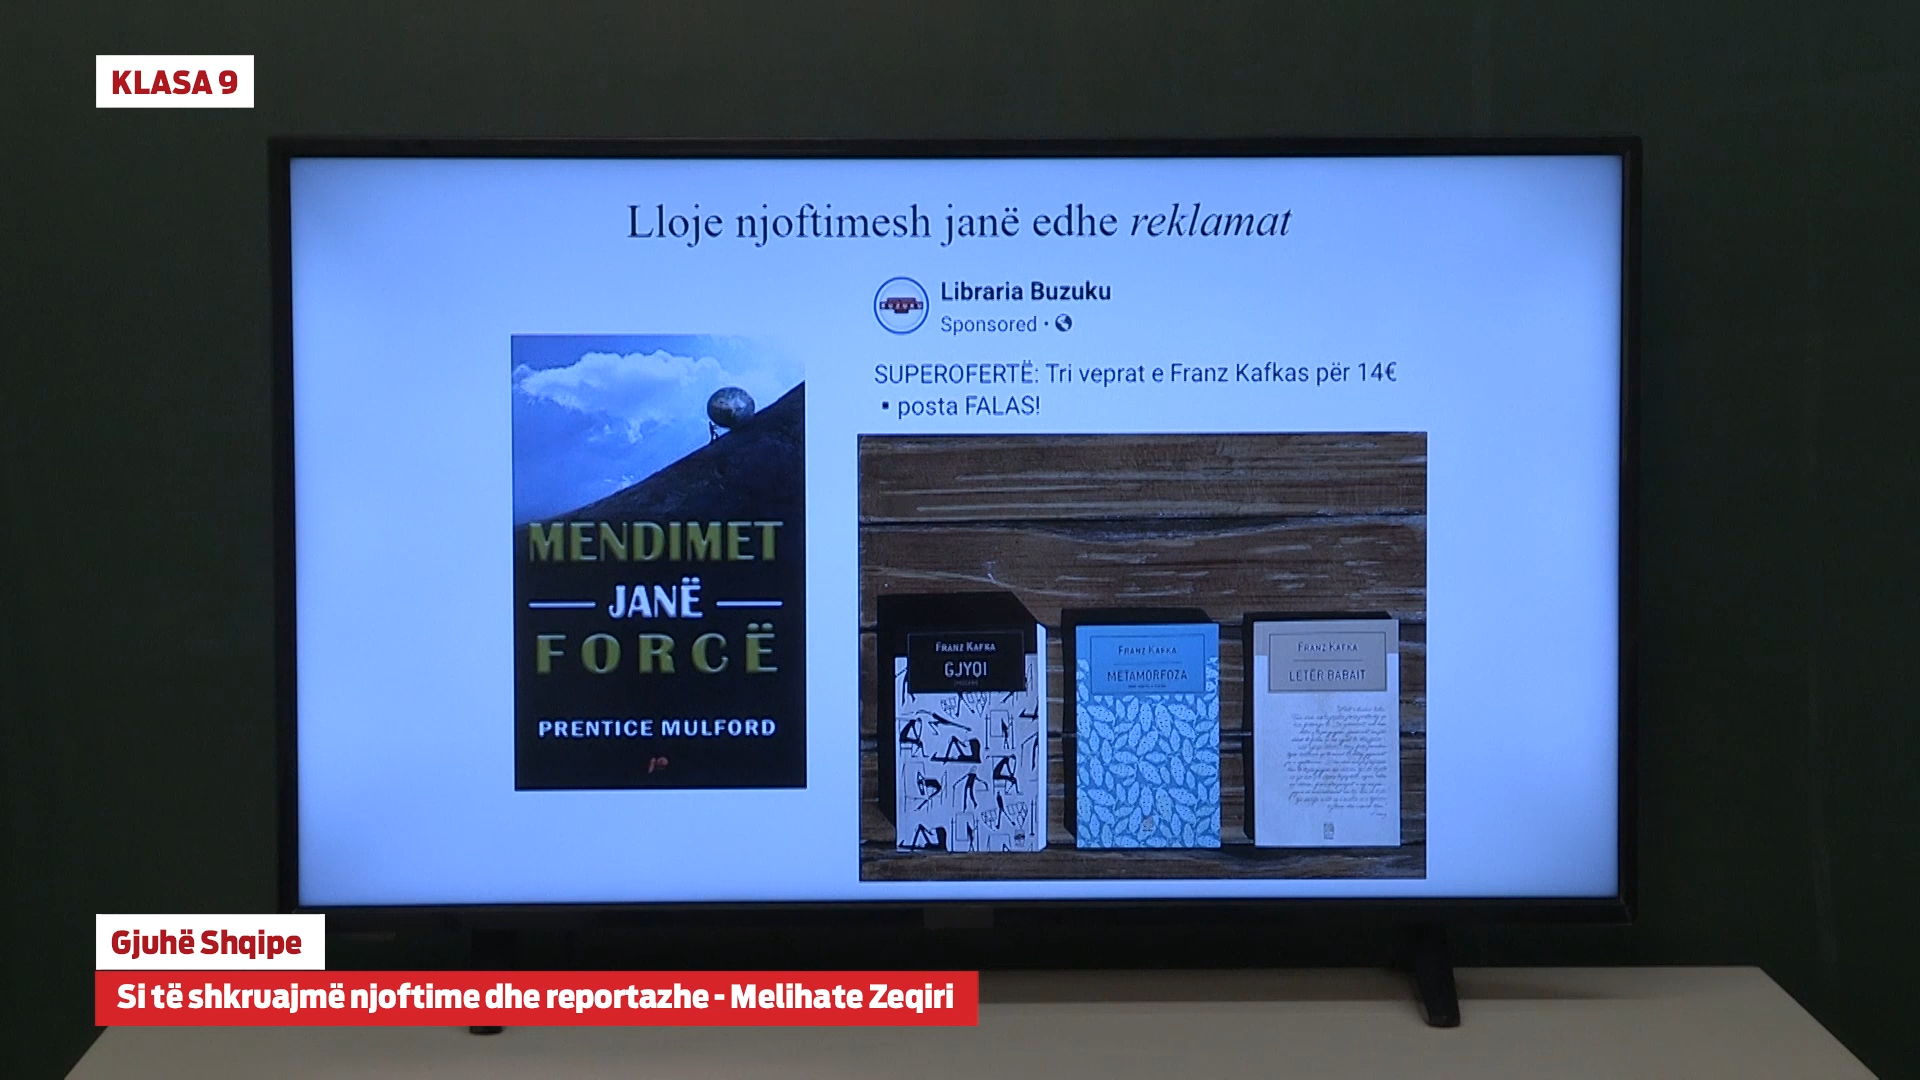 KLASA 9
Lloje njoftimesh janë edhe reklamat
Libraria Buzuku
Sponsored
SUPEROFERTË: Tri veprat e Franz Kafkas për 14€
▪ posta FALAS!
MENDIMET
JANË
FORCË
PRENTICE MULFORD
FRANZ KAFKA
GJYQI
FRANZ KAFKA
METAMORFOZA
FRANZ KAFKA
LETËR BABAIT
Gjuhë Shqipe
Si të shkruajmë njoftime dhe reportazhe - Melihate Zeqiri